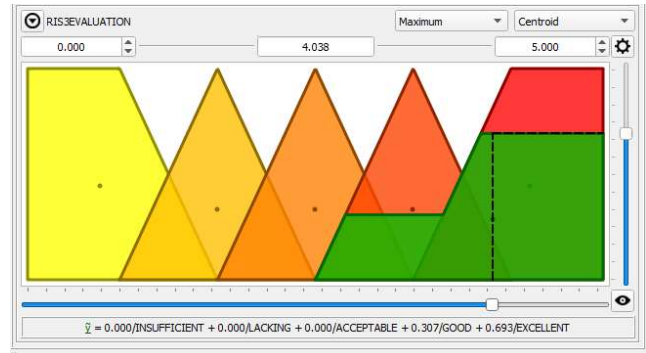 RIS3EVALUATION Maximum Centroid
0.000 4.038 5.000
ỹ = 0.000/INSUFFICIENT + 0.000/LACKING + 0.000/ACCEPTABLE + 0.307/GOOD + 0.693/EXCELLENT